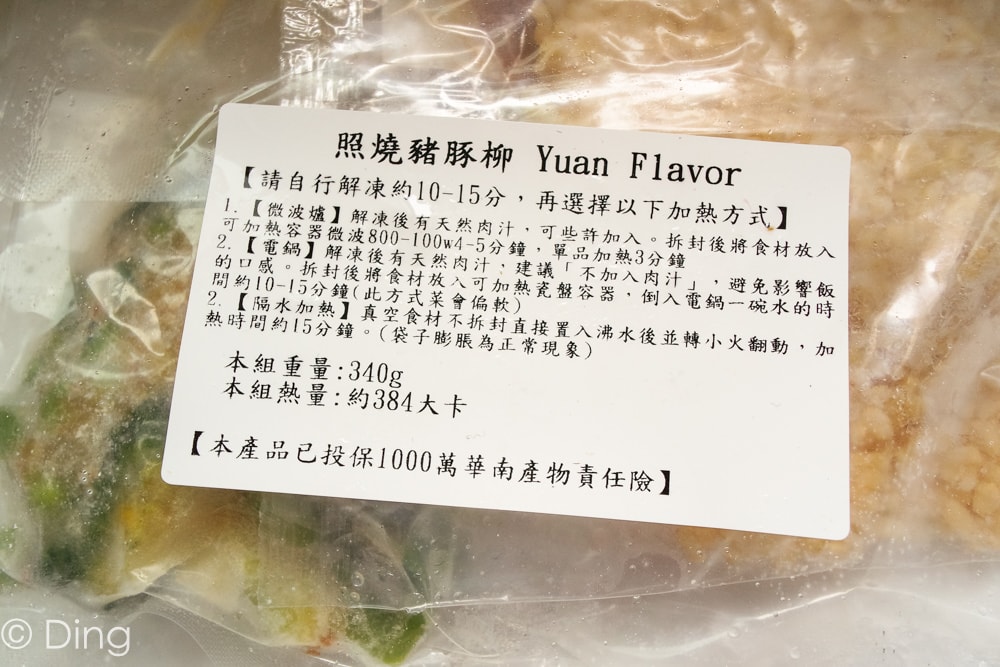 照燒豬豚柳 Yuan Flavor
【請自行解凍約10-15分，再選擇以下加熱方式】
1.【微波爐】解凍後有天然肉汁，可些許加入。拆封後將食材放入
可加熱容器微波800-100w4-5分鐘，單品加熱3分鐘
2.【電鍋】解凍後有天然肉汁，建議「不加入肉汁」，避免影響飯
的口感。拆封後將食材放入可加熱瓷盤容器，倒入電鍋一碗水的時
間約10-15分鐘(此方式菜會偏軟)
2.【隔水加熱】真空食材不拆封直接置入沸水後並轉小火翻動，加
熱時間約15分鐘。(袋子膨脹為正常現象)
本組重量:340g
本組熱量:約384大卡
【本產品已投保1000萬華南產物責任險】
© Ding